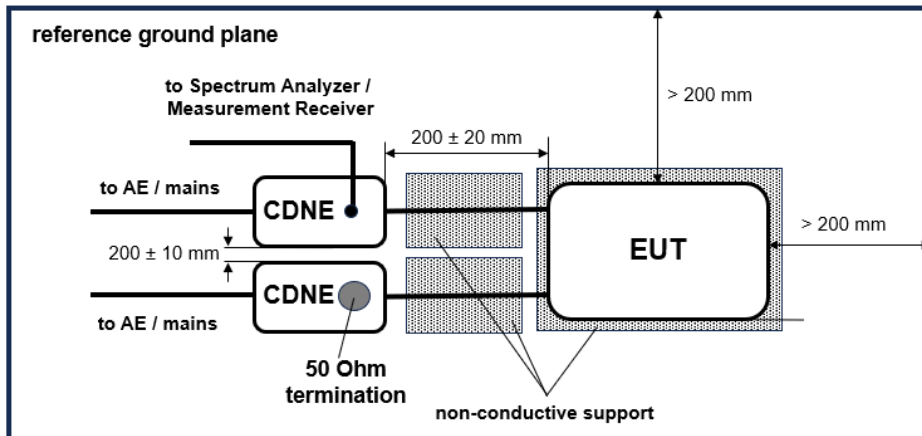 reference ground plane
to Spectrum Analyzer /
Measurement Receiver
> 200 mm
200 ± 20 mm
to AE / mains
CDNE
EUT
> 200 mm
200 ± 10 mm
CDNE
to AE / mains
50 Ohm
termination
non-conductive support